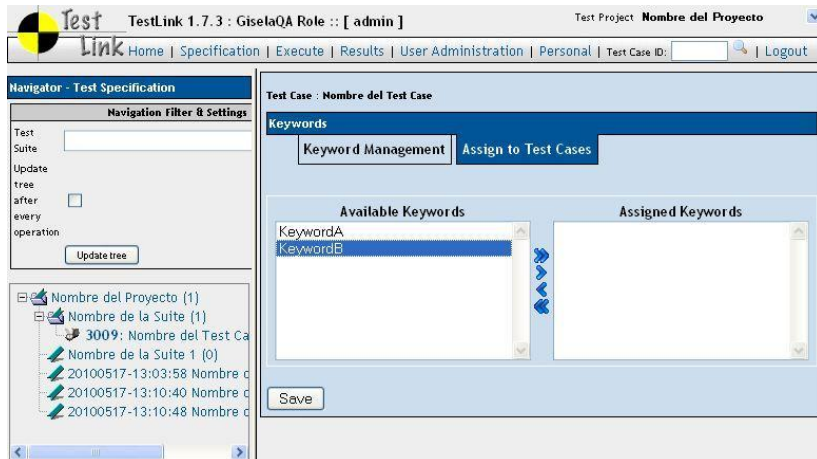 Test Link
TestLink 1.7.3 : GiselaQA Role :: [ admin ]
Test Project Nombre del Proyecto
Home | Specification | Execute | Results | User Administration | Personal | Test Case ID: | Logout
Navigator - Test Specification
Navigation Filter & Settings
Test Suite
Update tree after every operation
Update tree
Nombre del Proyecto (1)
Nombre de la Suite (1)
3009: Nombre del Test Ca
Nombre de la Suite 1 (0)
20100517-13:03:58 Nombre d
20100517-13:10:40 Nombre d
20100517-13:10:48 Nombre d
Test Case : Nombre del Test Case
Keywords
Keyword Management
Assign to Test Cases
Available Keywords
KeywordA
KeywordB
Assigned Keywords
Save